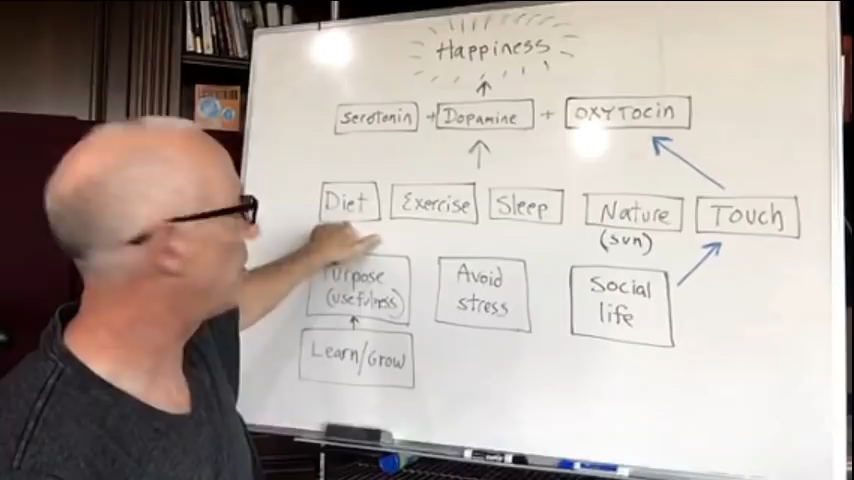 Happiness
Serotonin + Dopamine + OXYTOCIN
Diet Exercise Sleep Nature Touch
(sun)
Purpose
(usefulness)
Avoid
stress
Social
life
Learn/Grow